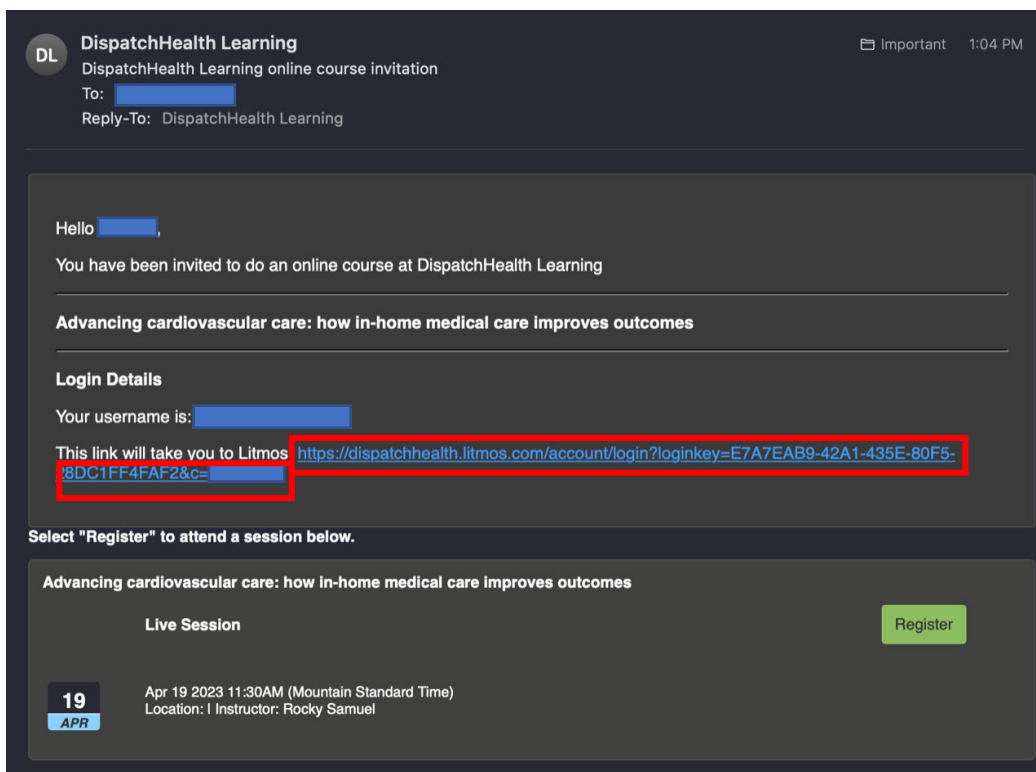 DL
DispatchHealth Learning
Important 1:04 PM
DispatchHealth Learning online course invitation
To:
Reply-To: DispatchHealth Learning
Hello ,
You have been invited to do an online course at DispatchHealth Learning
Advancing cardiovascular care: how in-home medical care improves outcomes
Login Details
Your username is:
This link will take you to Litmos https://dispatchhealth.litmos.com/account/login?loginkey=E7A7EAB9-42A1-435E-80F5-
28DC1FF4FAF2&c=
Select "Register" to attend a session below.
Advancing cardiovascular care: how in-home medical care improves outcomes
Live Session
Register
19
APR
Apr 19 2023 11:30AM (Mountain Standard Time)
Location: | Instructor: Rocky Samuel